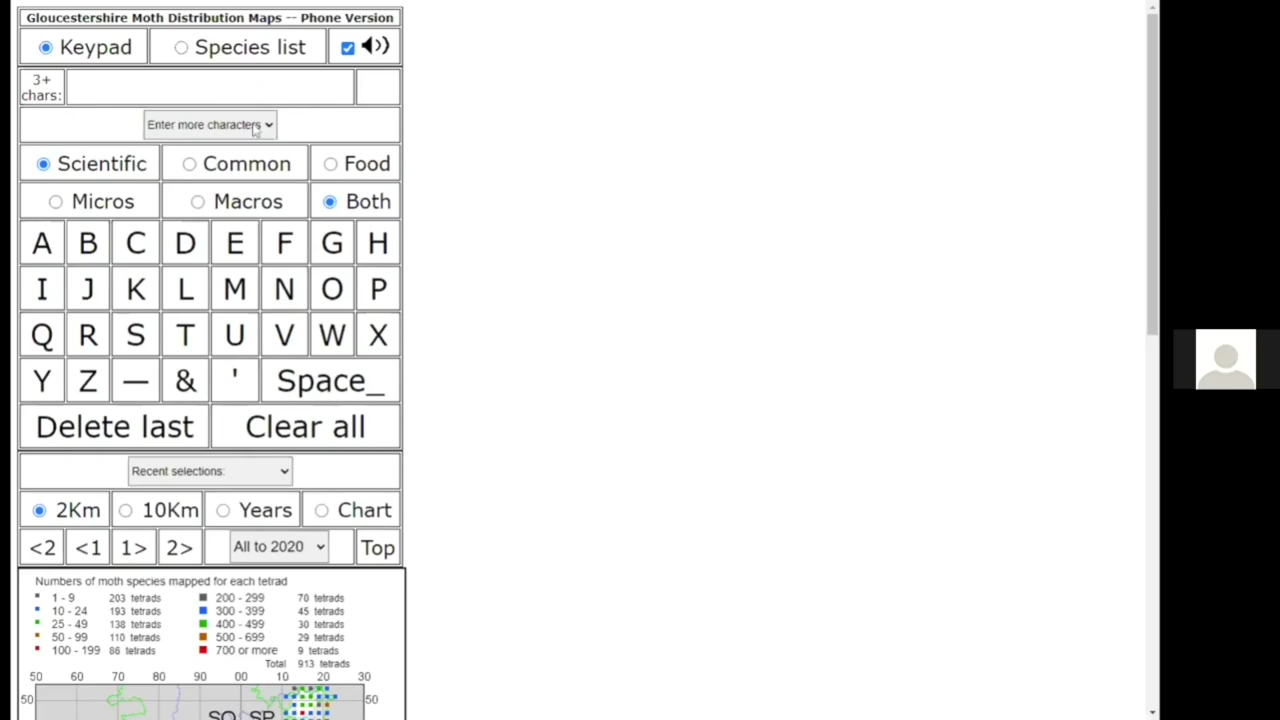 Gloucestershire Moth Distribution Maps -- Phone Version
Keypad Species list
3+
chars:
Enter more characters
Scientific Common Food
Micros Macros Both
A B C D E F G H
I J K L M N O P
Q R S T U V W X
Y Z — & ' Space_
Delete last Clear all
Recent selections:
2Km 10Km Years Chart
<2 <1 1> 2> All to 2020 Top
Numbers of moth species mapped for each tetrad
1 - 9 203 tetrads 200 - 299 70 tetrads
10 - 24 193 tetrads 300 - 399 45 tetrads
25 - 49 138 tetrads 400 - 499 30 tetrads
50 - 99 110 tetrads 500 - 699 29 tetrads
100 - 199 86 tetrads 700 or more 9 tetrads
Total 913 tetrads
50 60 70 80 90 00 10 20 30
50 50
SO SP